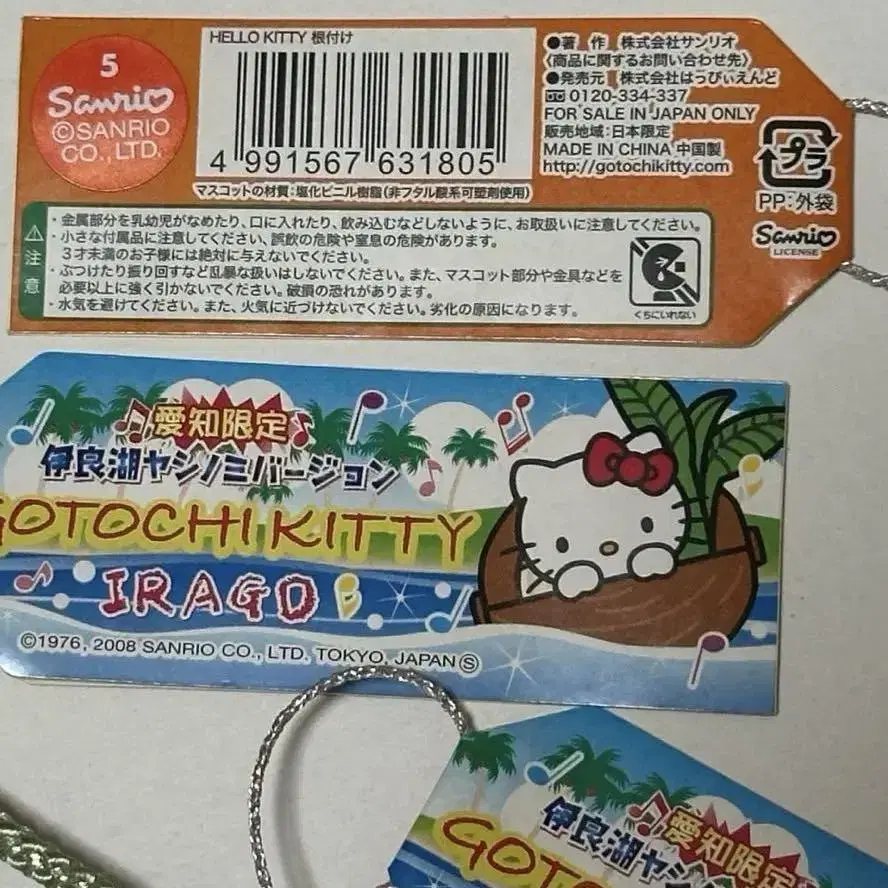 5
Sanrio
©SANRIO
CO., LTD.
HELLO KITTY 根付け
4 991567 631805
マスコットの材質:塩化ビニル樹脂(非フタル酸系可塑剤使用)
●著 作 株式会社サンリオ
〈商品に関するお問い合わせ先〉
●発売元 株式会社はうぴぃえんど
0120-334-337
FOR SALE IN JAPAN ONLY
販売地域:日本限定
MADE IN CHINA 中国製
http://gotochikitty.com
プラ
PP:外袋
Sanrio
LICENSE
注意
・金属部分を乳幼児がなめたり、口に入れたり、飲み込むなどしないように、お取扱いに注意してください。
・小さな付属品に注意してください、誤飲の危険や窒息の危険があります。
3才未満のお子様には絶対に与えないでください。
・ぶつけたり振り回すなど乱暴な扱いはしないでください。また、マスコット部分や金具などを
必要以上に強く引かないでください。破損の恐れがあります。
・水気を避けてください。また、火気に近づけないでください。劣化の原因になります。
くちにいれない
愛知限定
伊良湖ヤシノミバージョン
GOTOCHI KITTY
IRAGO
©1976, 2008 SANRIO CO., LTD. TOKYO, JAPAN Ⓢ
愛知限定
伊良湖ヤシ
GOT